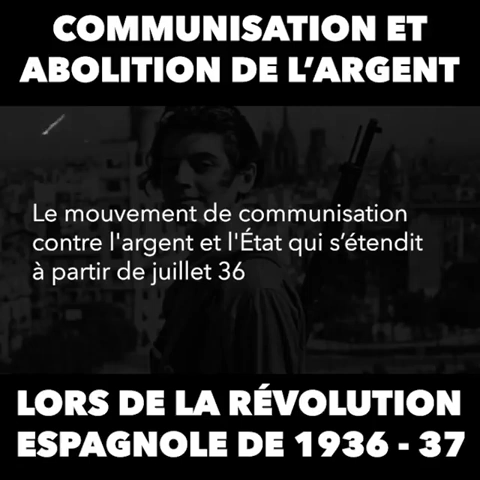 COMMUNISATION ET
ABOLITION DE L’ARGENT
Le mouvement de communisation
contre l'argent et l'État qui s’étendit
à partir de juillet 36
LORS DE LA RÉVOLUTION
ESPAGNOLE DE 1936 - 37